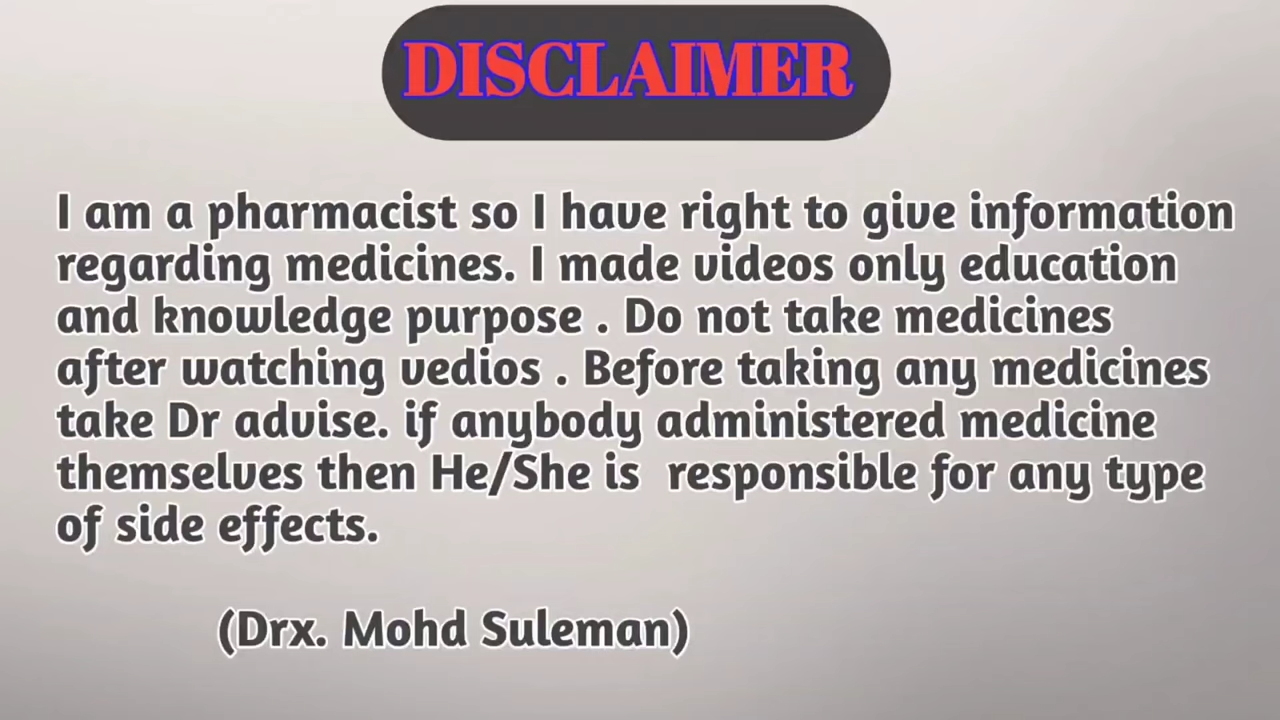 DISCLAIMER
I am a pharmacist so I have right to give information
regarding medicines. I made videos only education
and knowledge purpose . Do not take medicines
after watching vedios . Before taking any medicines
take Dr advise. if anybody administered medicine
themselves then He/She is  responsible for any type
of side effects.
(Drx. Mohd Suleman)